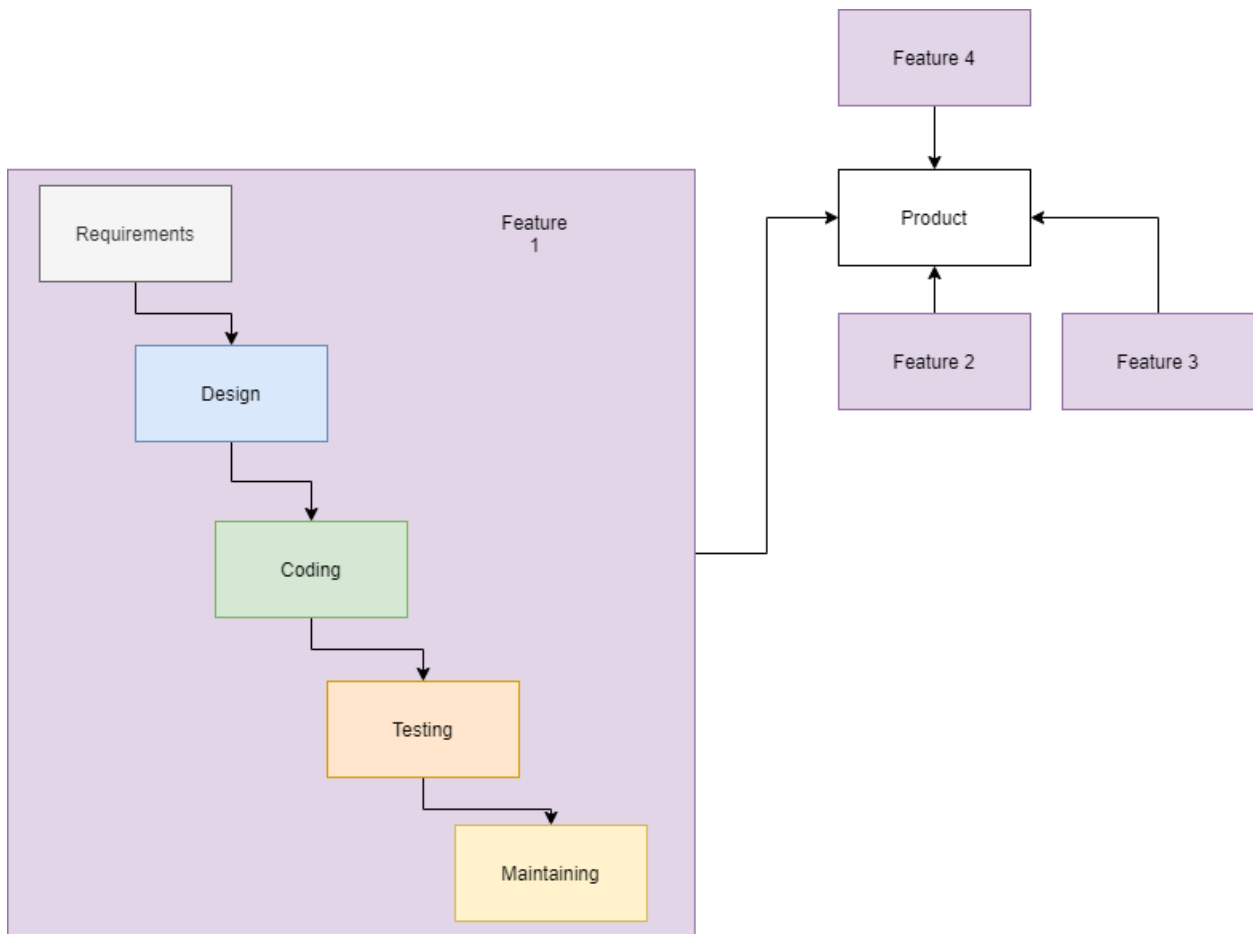 Feature 4
Requirements
Feature
1
Product
Design
Feature 2
Feature 3
Coding
Testing
Maintaining